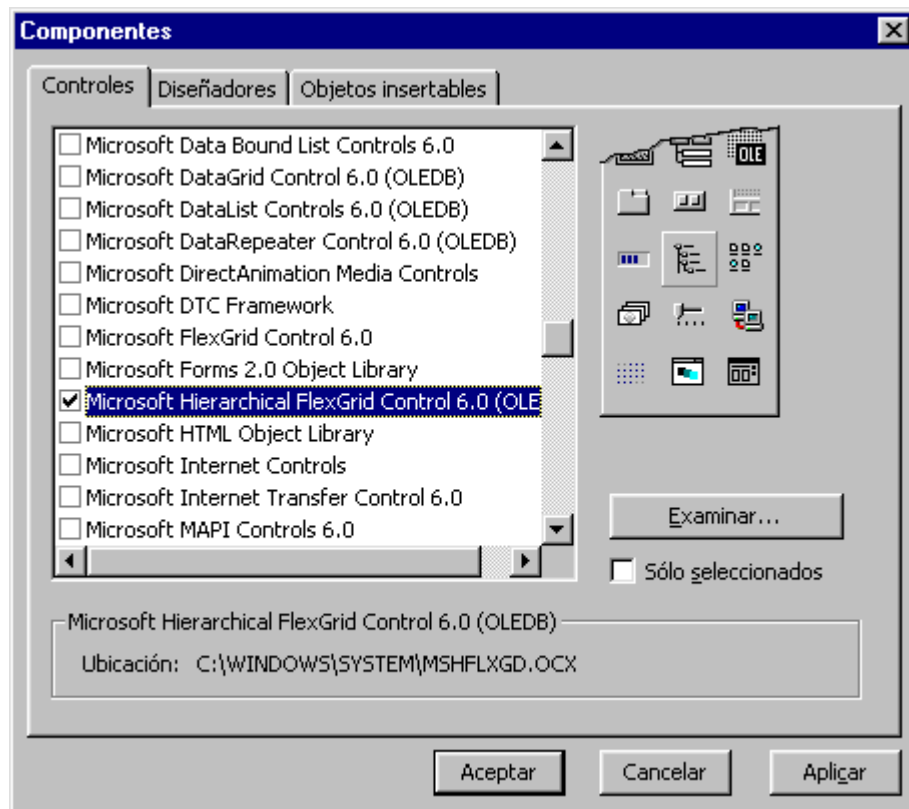 Componentes
Controles Diseñadores Objetos insertables
Microsoft Data Bound List Controls 6.0
Microsoft DataGrid Control 6.0 (OLEDB)
Microsoft DataList Controls 6.0 (OLEDB)
Microsoft DataRepeater Control 6.0 (OLEDB)
Microsoft DirectAnimation Media Controls
Microsoft DTC Framework
Microsoft FlexGrid Control 6.0
Microsoft Forms 2.0 Object Library
Microsoft Hierarchical FlexGrid Control 6.0 (OLE
Microsoft HTML Object Library
Microsoft Internet Controls
Microsoft Internet Transfer Control 6.0
Microsoft MAPI Controls 6.0
OLE
Examinar...
Sólo seleccionados
Microsoft Hierarchical FlexGrid Control 6.0 (OLEDB)
Ubicación: C:\WINDOWS\SYSTEM\MSHFLXGD.OCX
Aceptar Cancelar Aplicar